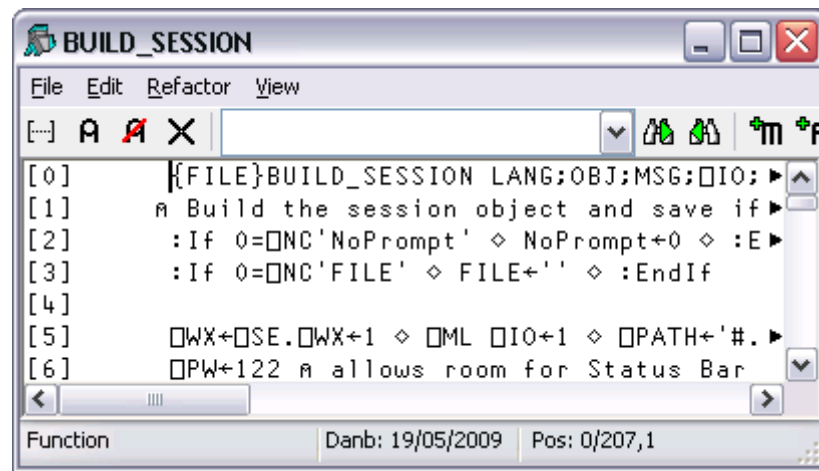 BUILD_SESSION
File Edit Refactor View
[0] {FILE}BUILD_SESSION LANG;OBJ;MSG;⎕IO;
[1] ⍝ Build the session object and save if
[2] :If 0=⎕NC'NoPrompt' ⋄ NoPrompt←0 ⋄ :E
[3] :If 0=⎕NC'FILE' ⋄ FILE←'' ⋄ :EndIf
[4]
[5] ⎕WX←⎕SE.⎕WX←1 ⋄ ⎕ML ⎕IO←1 ⋄ ⎕PATH←'#.
[6] ⎕PW←122 ⍝ allows room for Status Bar
Function Danb: 19/05/2009 Pos: 0/207,1